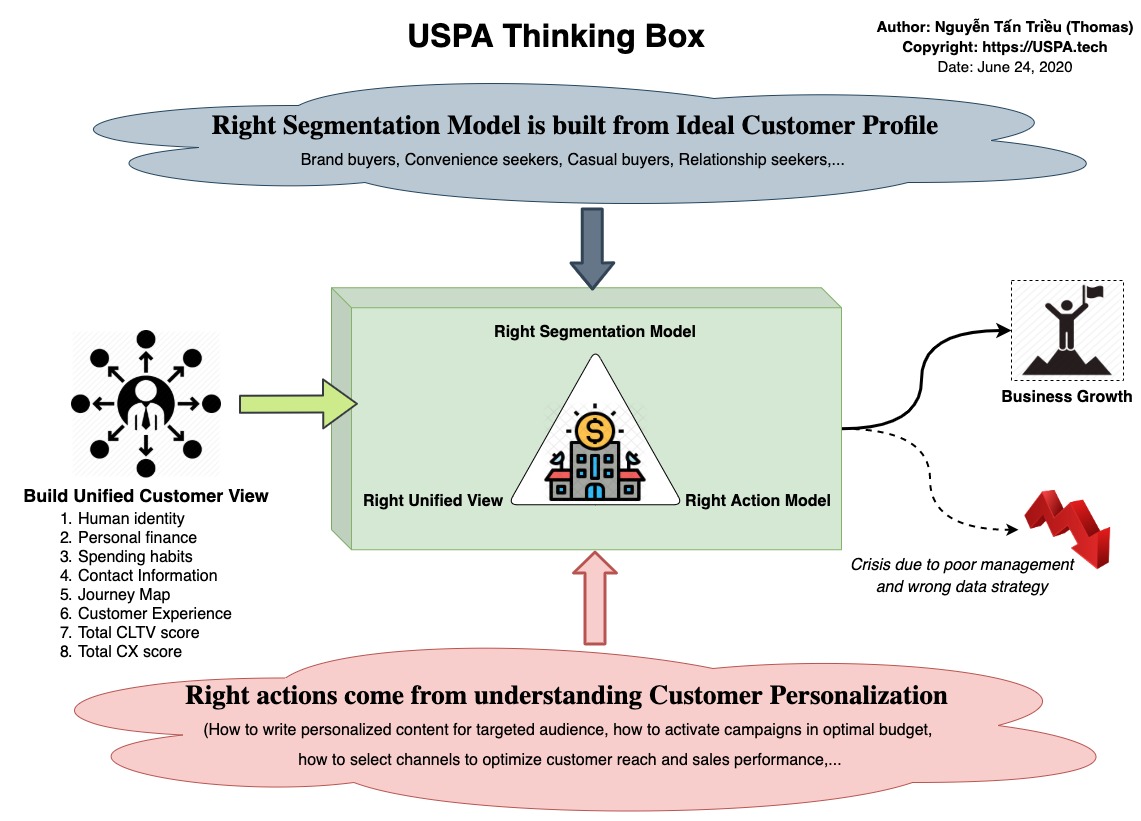 USPA Thinking Box
Author: Nguyễn Tấn Triều (Thomas)
Copyright: https://USPA.tech
Date: June 24, 2020
Right Segmentation Model is built from Ideal Customer Profile
Brand buyers, Convenience seekers, Casual buyers, Relationship seekers,...
Right Segmentation Model
Right Unified View
Right Action Model
Build Unified Customer View
1. Human identity
2. Personal finance
3. Spending habits
4. Contact Information
5. Journey Map
6. Customer Experience
7. Total CLTV score
8. Total CX score
Business Growth
Crisis due to poor management
and wrong data strategy
Right actions come from understanding Customer Personalization
(How to write personalized content for targeted audience, how to activate campaigns in optimal budget,
how to select channels to optimize customer reach and sales performance,...